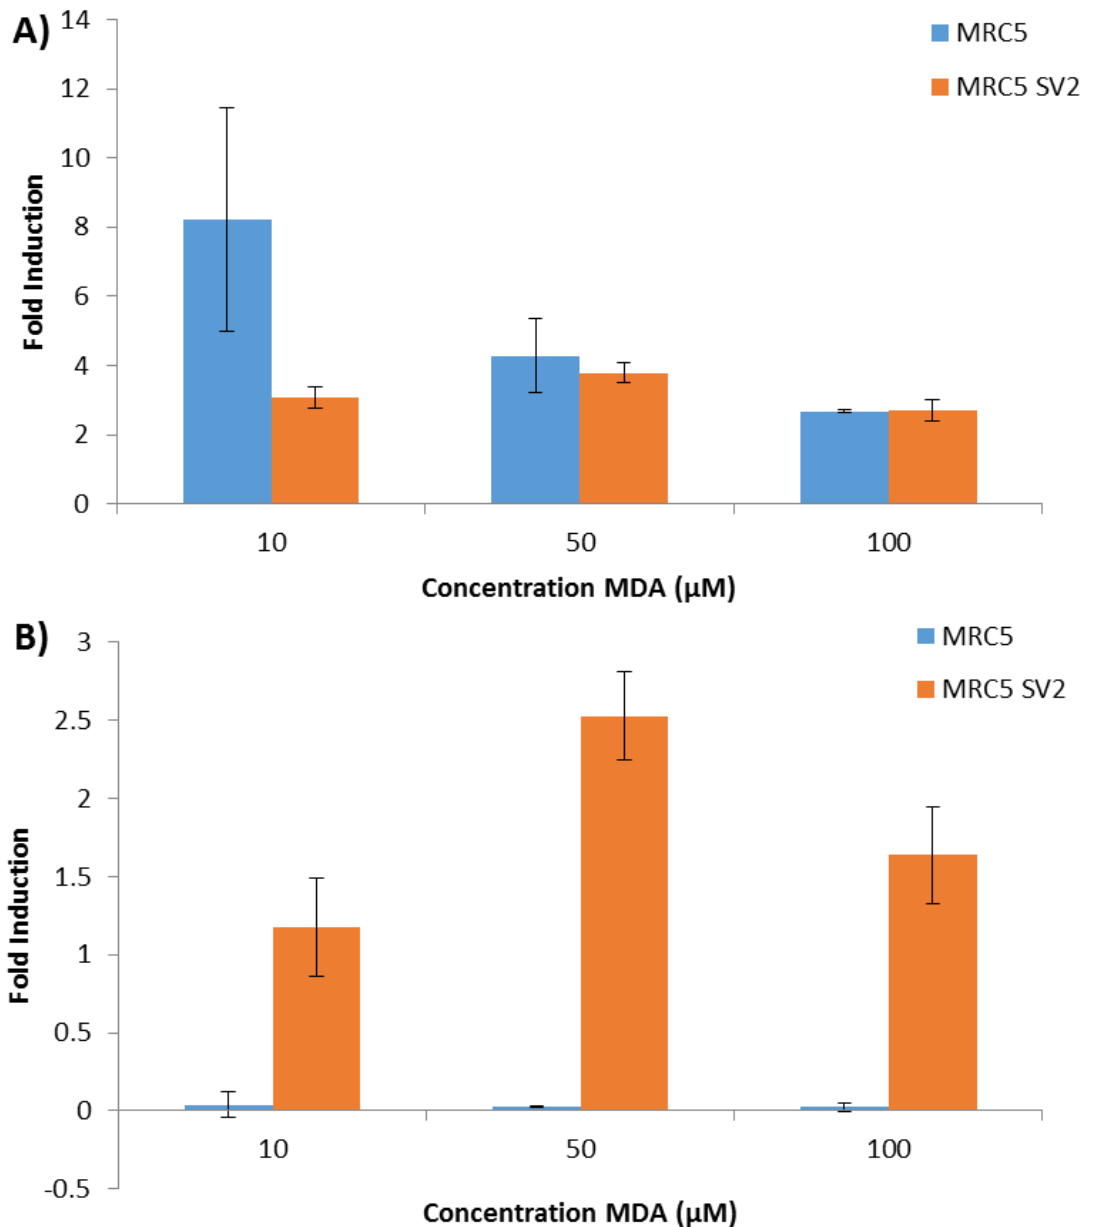 A)
14
12
10
8
6
4
2
0
Fold Induction
MRC5
MRC5 SV2
10 50 100
Concentration MDA (µM)
B)
3
2.5
2
1.5
1
0.5
0
-0.5
Fold Induction
MRC5
MRC5 SV2
10 50 100
Concentration MDA (µM)